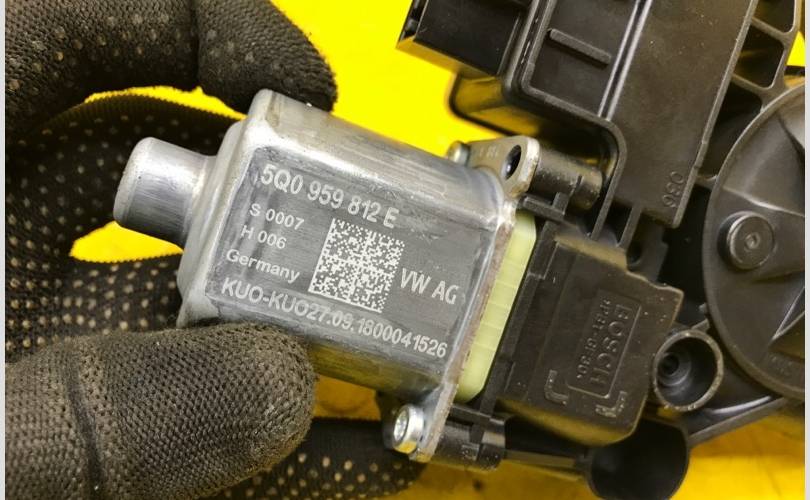 5Q0 959 812 E
S 0007
H 006
Germany
VW AG
KUO-KUO27.09.1800041526
BOSCH